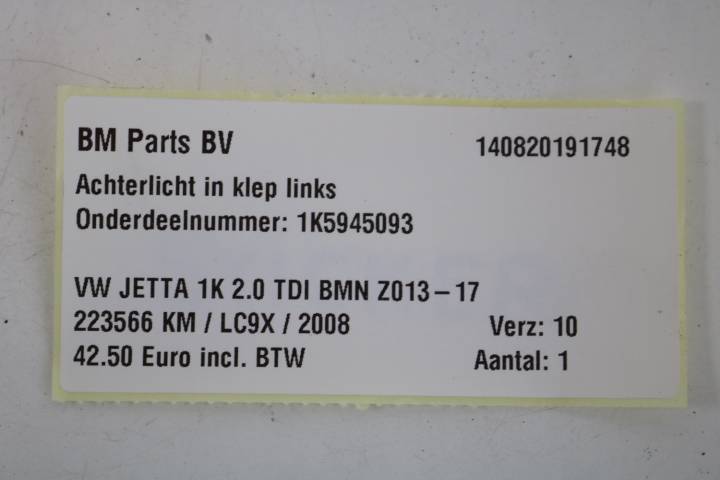 BM Parts BV 140820191748
Achterlicht in klep links
Onderdeelnummer: 1K5945093
VW JETTA 1K 2.0 TDI BMN Z013-17
223566 KM / LC9X / 2008 Verz: 10
42.50 Euro incl. BTW Aantal: 1